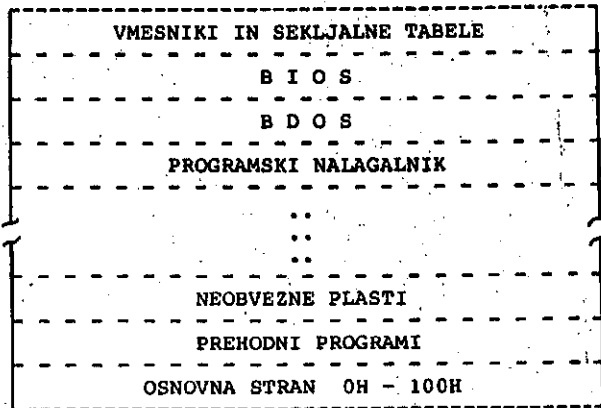 VMESNIKI IN SEKLJALNE TABELE
B I O S
B D O S
PROGRAMSKI NALAGALNIK
..
..
..
NEOBVEZNE PLASTI
PREHODNI PROGRAMI
OSNOVNA STRAN 0H - 100H